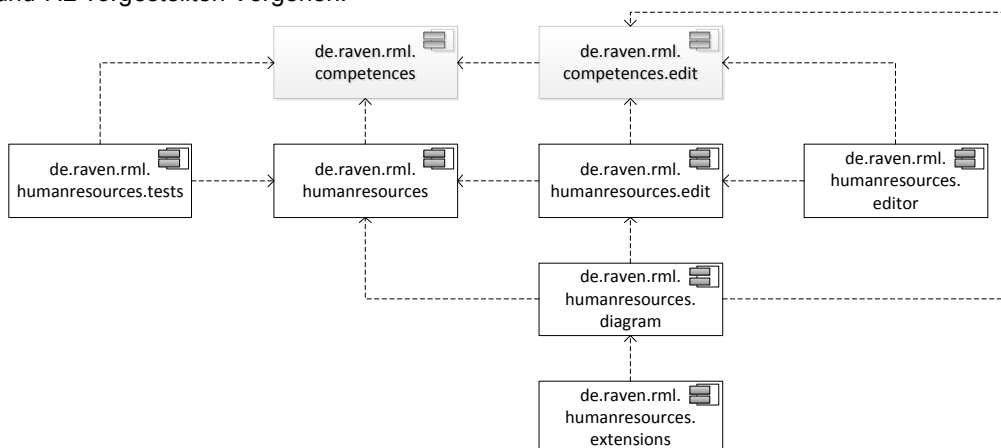 und 7.2 vorgestellten Vorgehen.
de.raven.rml.
competences
de.raven.rml.
competences.edit
de.raven.rml.
humanresources.tests
de.raven.rml.
humanresources
de.raven.rml.
humanresources.edit
de.raven.rml.
humanresources.
editor
de.raven.rml.
humanresources.
diagram
de.raven.rml.
humanresources.
extensions